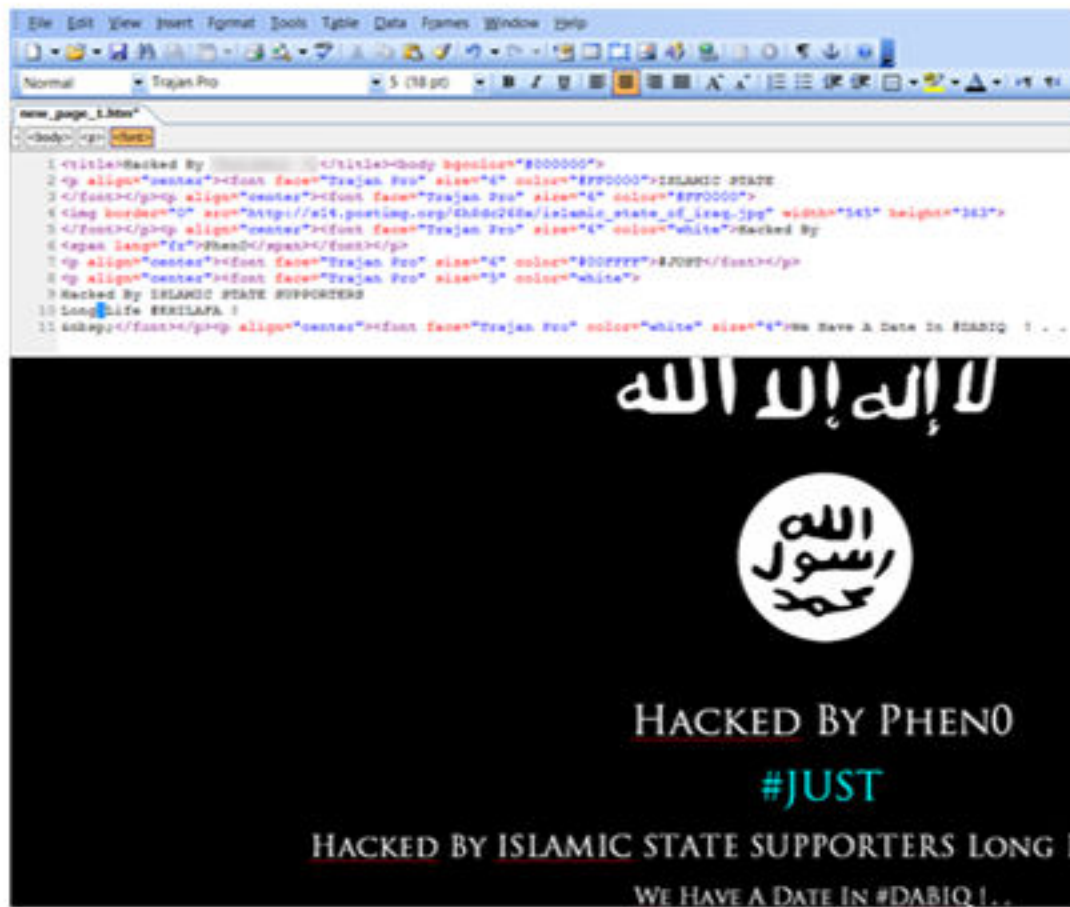 File Edit View Insert Format Tools Table Data Frames Window Help
Normal Trajan Pro 5 (18 pt) B I U A A A
new_page_1.htm*
<body> <p> <font>
1 <title>Hacked By </title><body bgcolor="#000000">
2 <p align="center"><font face="Trajan Pro" size="6" color="#FF0000">ISLAMIC STATE
3 </font></p><p align="center"><font face="Trajan Pro" size="6" color="#FF0000">
4 <img border="0" src="http://s14.postimg.org/ /islamic_state_of_iraq.jpg" width="545" height="363">
5 </font></p><p align="center"><font face="Trajan Pro" size="6" color="white">Hacked By
6 <span lang="fr">Phen0</span></font></p>
7 <p align="center"><font face="Trajan Pro" size="6" color="#00FFFF">#JUST</font></p>
8 <p align="center"><font face="Trajan Pro" size="5" color="white">
9 Hacked By ISLAMIC STATE SUPPORTERS
10 Long Life #KHILAFA !
11 &nbsp;</font></p><p align="center"><font face="Trajan Pro" color="white" size="4">We Have A Date In #DABIQ ! . .
لا إله إلا الله
الله
رسول
محمد
HACKED BY PHEN0
#JUST
HACKED BY ISLAMIC STATE SUPPORTERS LONG
WE HAVE A DATE IN #DABIQ ! . .